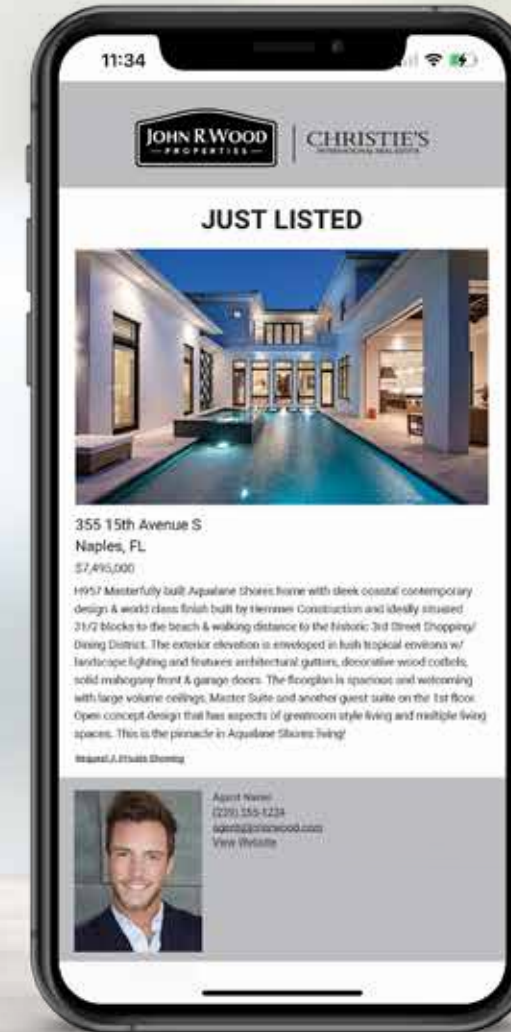 11:34
JOHN R.WOOD
PROPERTIES
CHRISTIE'S
INTERNATIONAL REAL ESTATE
JUST LISTED
355 15th Avenue S
Naples, FL
$7,495,000
H957 Masterfully built Aqualane Shores home with sleek coastal contemporary
design & world class finish built by Hemmer Construction and ideally situated
31/2 blocks to the beach & walking distance to the historic 3rd Street Shopping/
Dining District. The exterior elevation is enveloped in lush tropical environs w/
landscape lighting and features architectural gutters, decorative wood corbels,
solid mahogany front & garage doors. The floorplan is spacious and welcoming
with large volume ceilings, Master Suite and another guest suite on the 1st floor.
Open concept design that has aspects of greatroom style living and multiple living
spaces. This is the pinnacle in Aqualane Shores living!
Request A Private Showing
Agent Name
(239) 555-1234
View Website